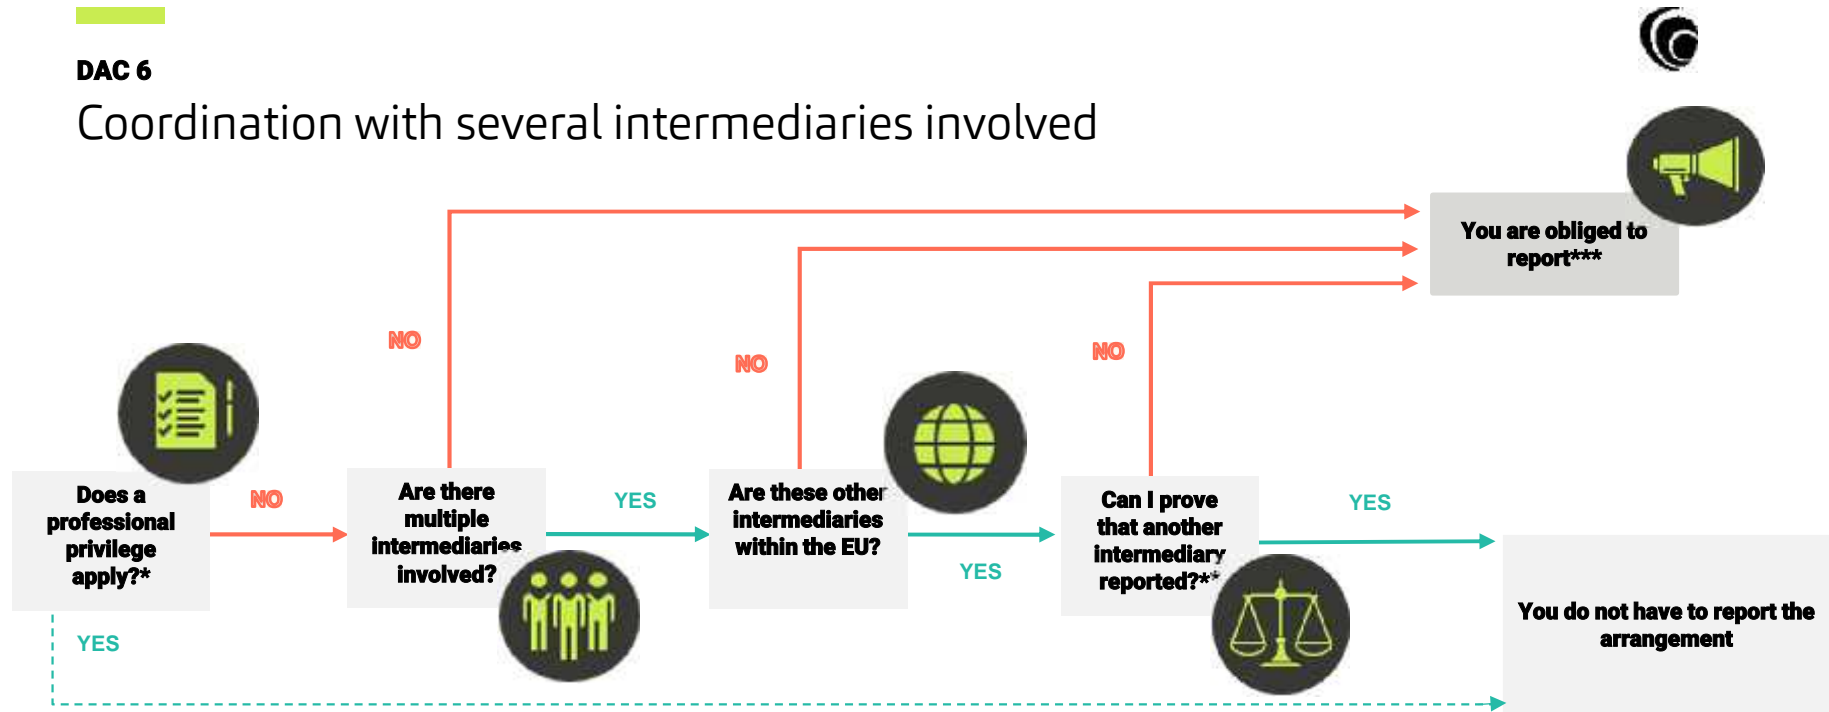 DAC 6
Coordination with several intermediaries involved
You are obliged to
report***
NO
NO
NO
Does a
professional
privilege
apply?*
NO
Are there
multiple
intermediaries
involved?
YES
Are these other
intermediaries
within the EU?
YES
Can I prove
that another
intermediary
reported?**
YES
You do not have to report the
arrangement
YES